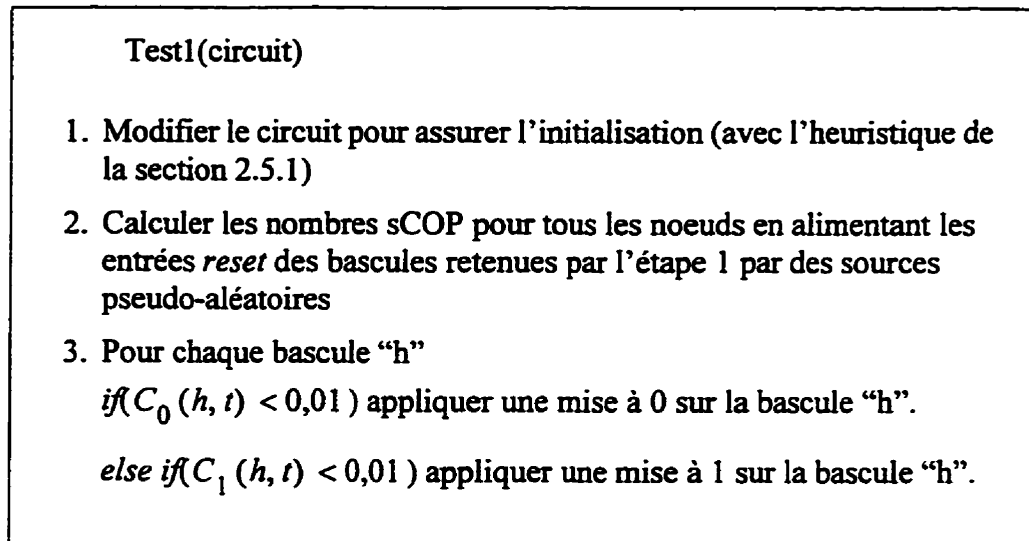 Test1(circuit)
1. Modifier le circuit pour assurer l'initialisation (avec l'heuristique de
la section 2.5.1)
2. Calculer les nombres sCOP pour tous les noeuds en alimentant les
entrées reset des bascules retenues par l'étape 1 par des sources
pseudo-aléatoires
3. Pour chaque bascule “h”
if(C_0 (h, t) < 0,01 ) appliquer une mise à 0 sur la bascule “h”.
else if(C_1 (h, t) < 0,01 ) appliquer une mise à 1 sur la bascule “h”.